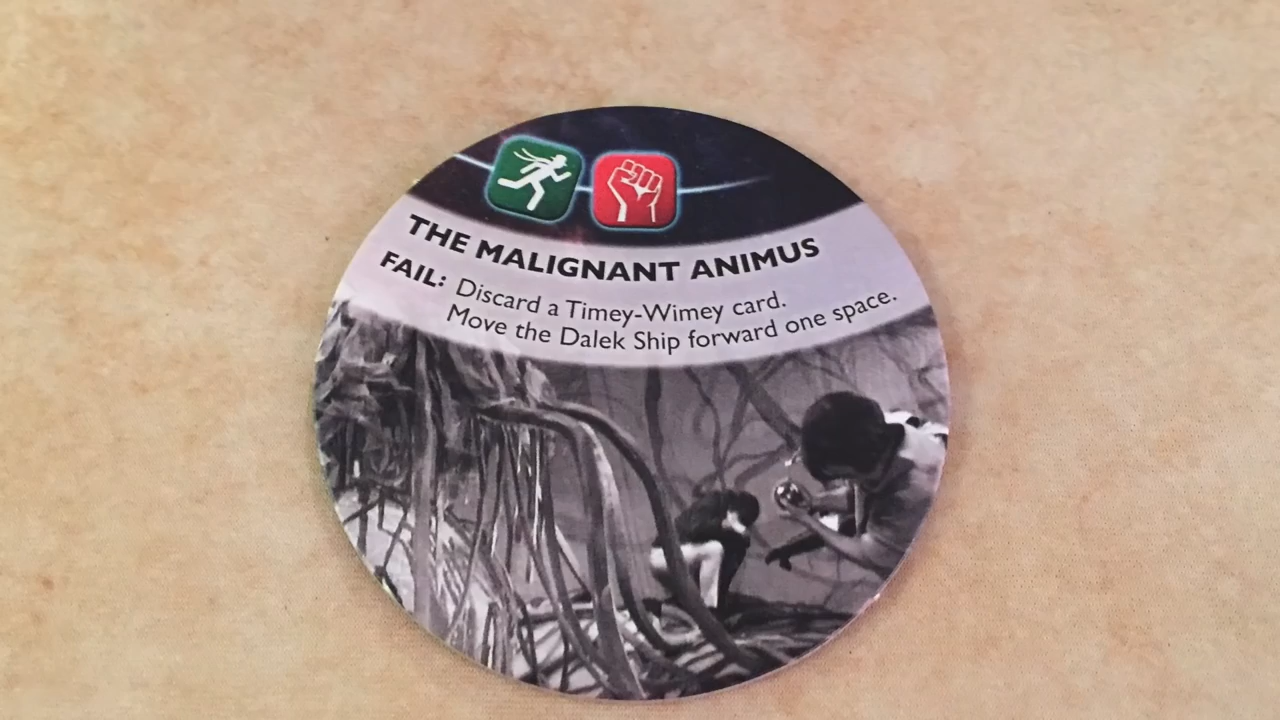 THE MALIGNANT ANIMUS
FAIL: Discard a Timey-Wimey card.
Move the Dalek Ship forward one space.